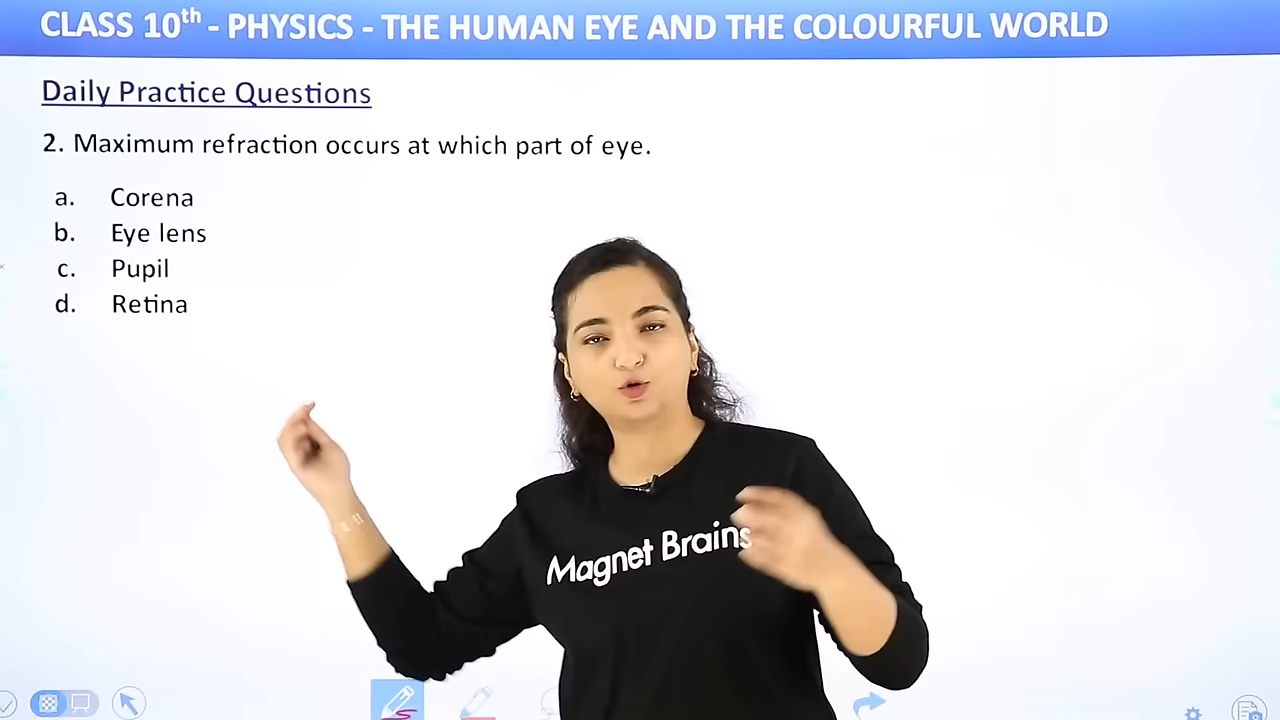 CLASS 10th - PHYSICS - THE HUMAN EYE AND THE COLOURFUL WORLD
Daily Practice Questions
2. Maximum refraction occurs at which part of eye.
a. Corena
b. Eye lens
c. Pupil
d. Retina
Magnet Brains